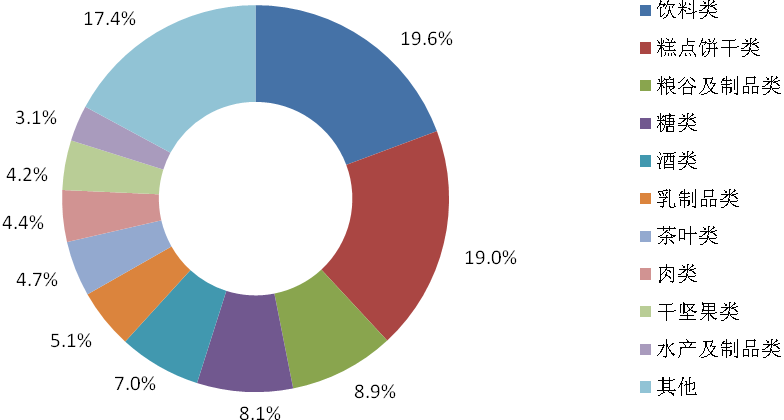 17.4%
19.6%
3.1%
4.2%
4.4%
4.7%
5.1%
7.0%
8.1%
8.9%
19.0%
饮料类
糕点饼干类
粮谷及制品类
糖类
酒类
乳制品类
茶叶类
肉类
干坚果类
水产及制品类
其他